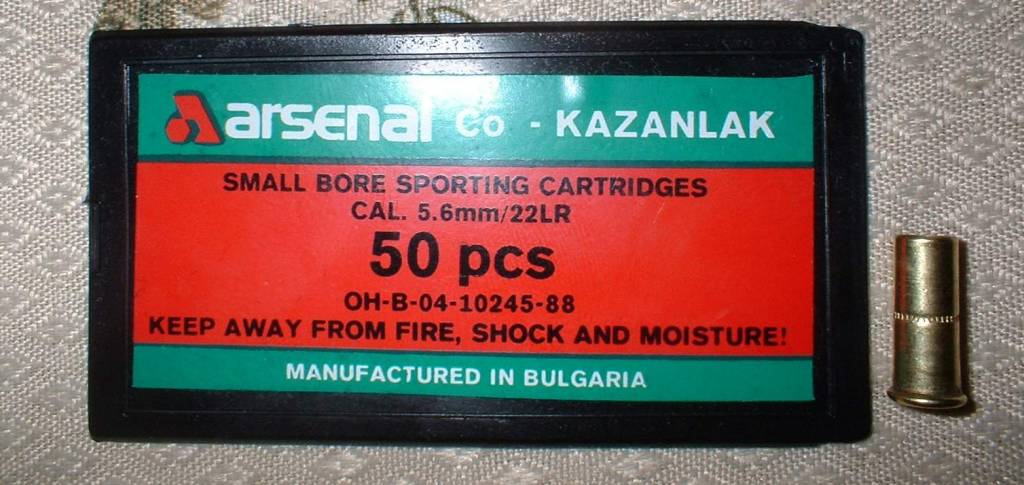 arsenal Co - KAZANLAK
SMALL BORE SPORTING CARTRIDGES
CAL. 5.6mm/22LR
50 pcs
OH-B-04-10245-88
KEEP AWAY FROM FIRE, SHOCK AND MOISTURE!
MANUFACTURED IN BULGARIA